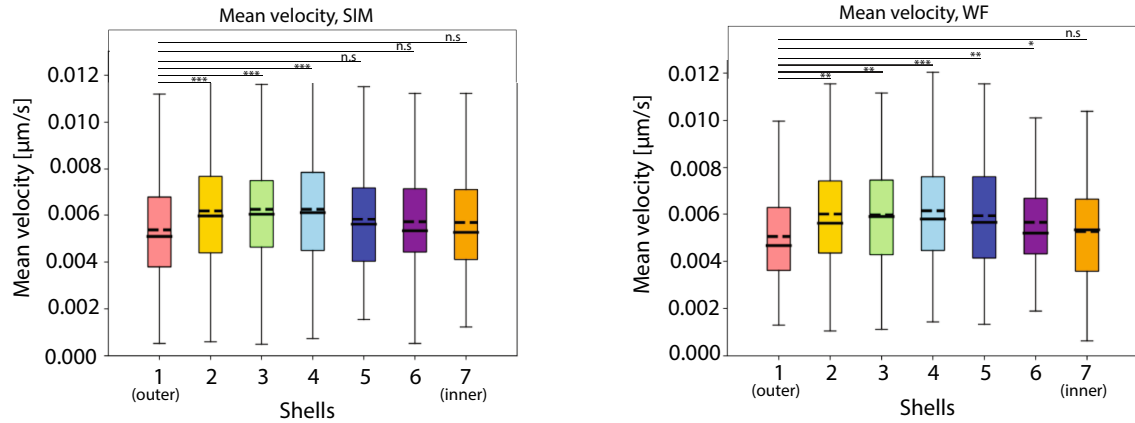 Mean velocity, SIM
n.s
n.s
n.s
***
***
***
Mean velocity [µm/s]
0.012
0.010
0.008
0.006
0.004
0.002
0.000
1 2 3 4 5 6 7
(outer) (inner)
Shells
Mean velocity, WF
n.s
*
**
***
**
**
Mean velocity [µm/s]
0.012
0.010
0.008
0.006
0.004
0.002
0.000
1 2 3 4 5 6 7
(outer) (inner)
Shells